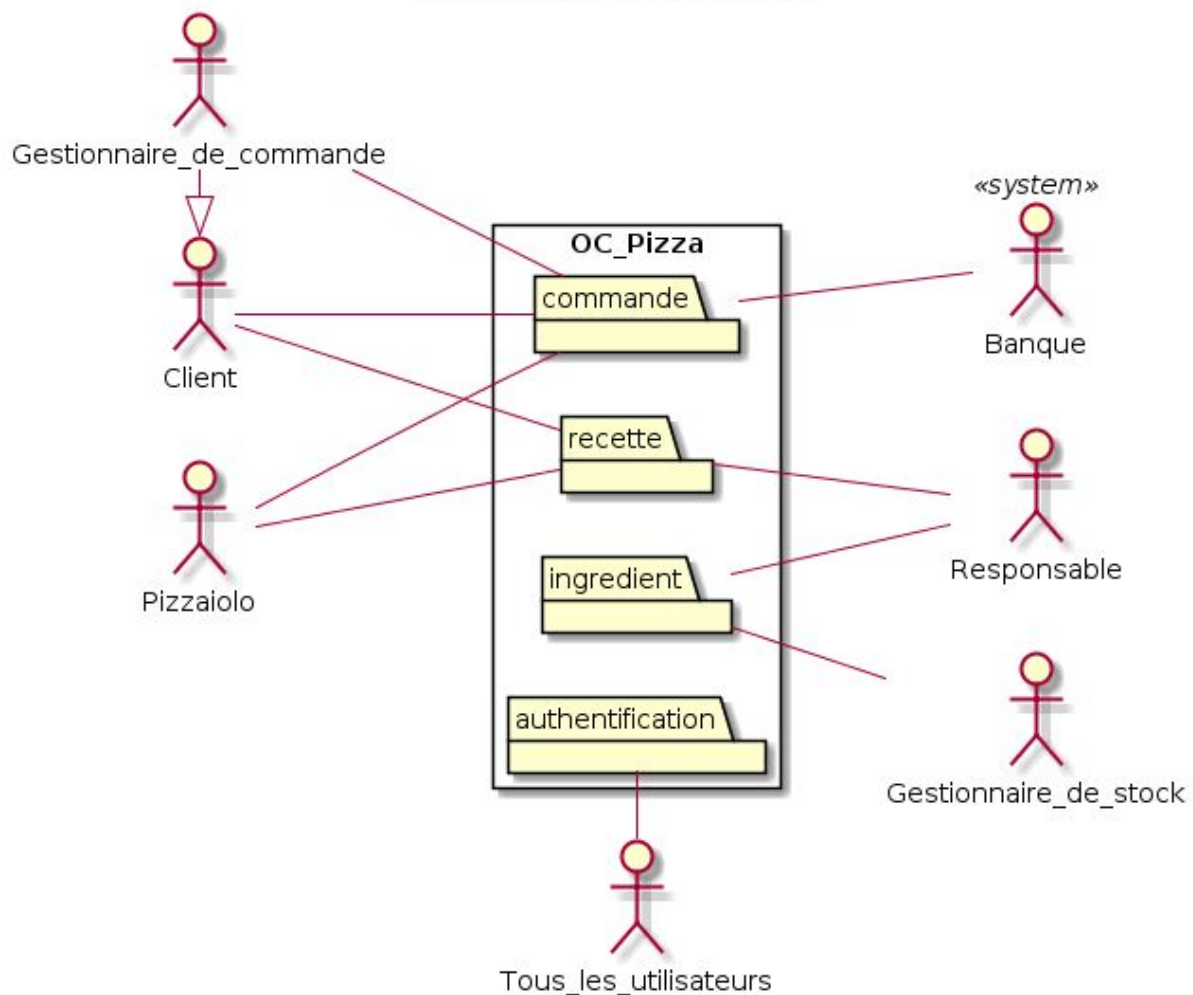 Gestionnaire_de_commande
«system»
OC_Pizza
commande
Banque
Client
recette
Responsable
Pizzaiolo
ingredient
authentification
Gestionnaire_de_stock
Tous_les_utilisateurs